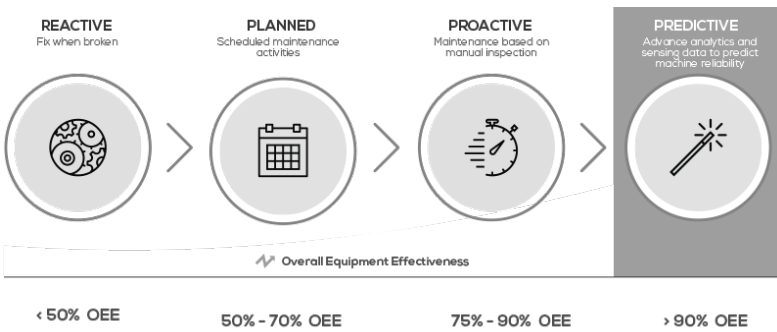 REACTIVE
Fix when broken
PLANNED
Scheduled maintenance
activities
PROACTIVE
Maintenance based on
manual inspection
PREDICTIVE
Advance analytics and
sensing data to predict
machine reliability
Overall Equipment Effectiveness
< 50% OEE
50% - 70% OEE
75% - 90% OEE
> 90% OEE